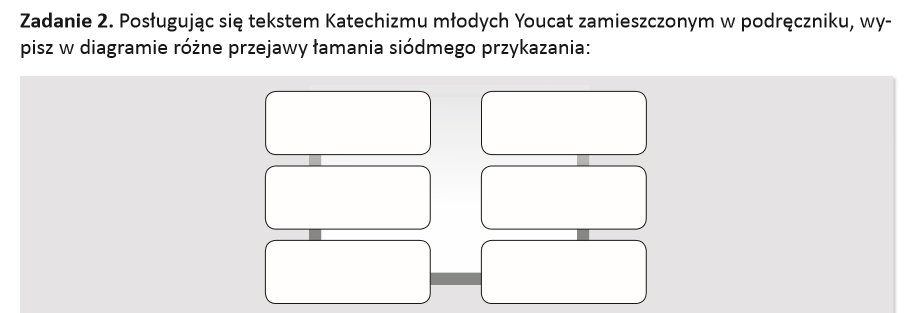 Zadanie 2. Posługując się tekstem Katechizmu młodych Youcat zamieszczonym w podręczniku, wy-
pisz w diagramie różne przejawy łamania siódmego przykazania: